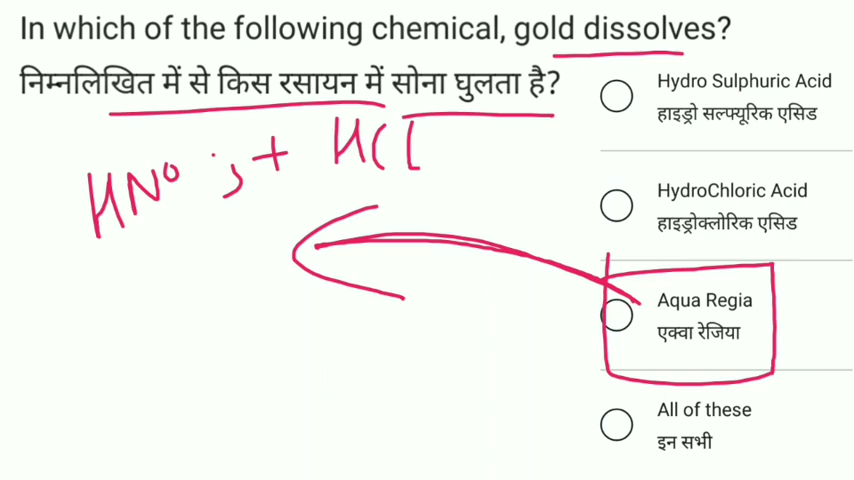 In which of the following chemical, gold dissolves?
निम्नलिखित में से किस रसायन में सोना घुलता है?
HNO3 + HCl
Hydro Sulphuric Acid
हाइड्रो सल्फ्यूरिक एसिड
HydroChloric Acid
हाइड्रोक्लोरिक एसिड
Aqua Regia
एक्वा रेजिया
All of these
इन सभी